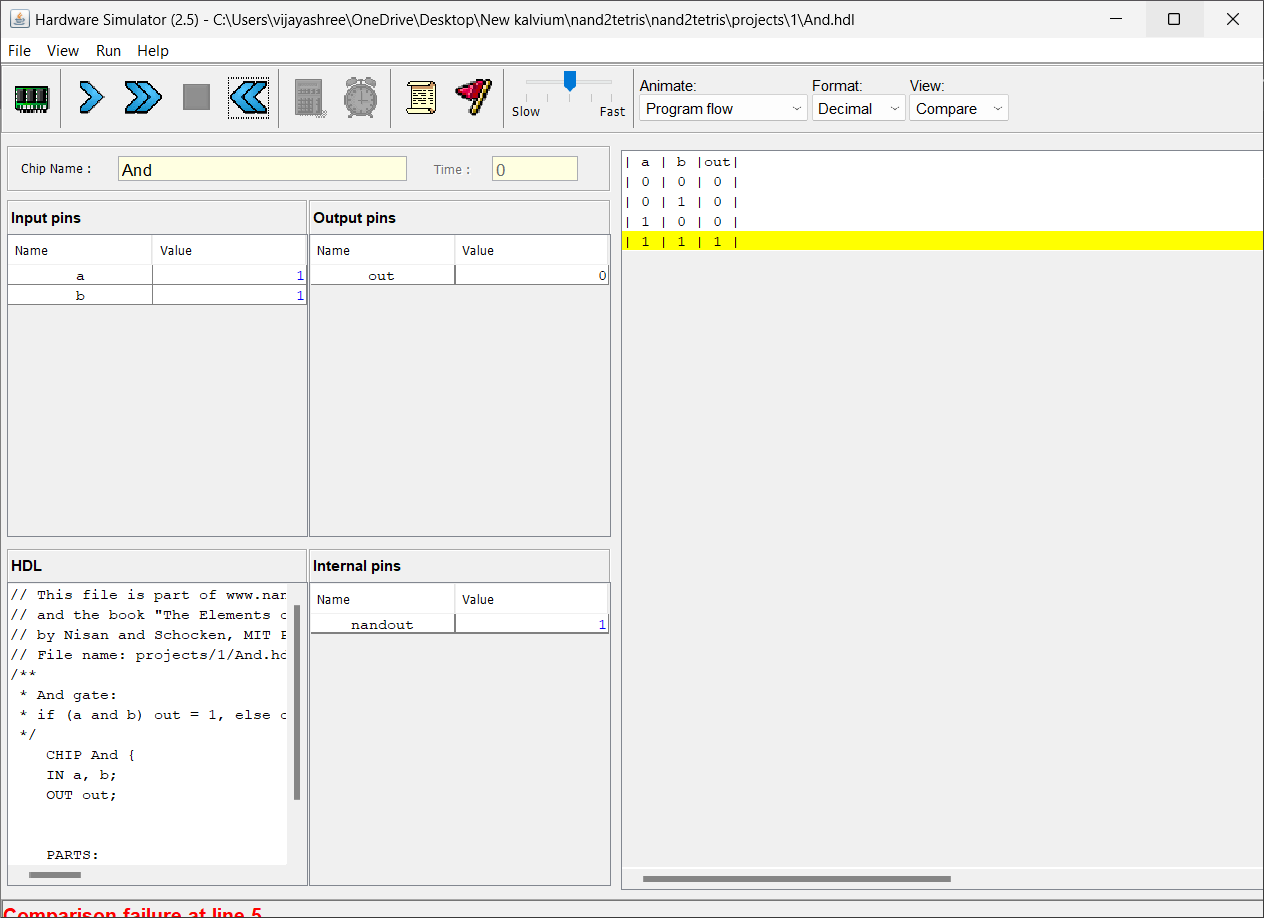 Hardware Simulator (2.5) - C:\Users\vijayashree\OneDrive\Desktop\New kalvium\nand2tetris\nand2tetris\projects\1\And.hdl
File View Run Help
Slow Fast
Animate: Format: View:
Program flow Decimal Compare
Chip Name : And Time : 0
Input pins
Name Value
a 1
b 1
Output pins
Name Value
out 0
| a | b |out|
| 0 | 0 | 0 |
| 0 | 1 | 0 |
| 1 | 0 | 0 |
| 1 | 1 | 1 |
HDL
// This file is part of www.nan
// and the book "The Elements o
// by Nisan and Schocken, MIT P
// File name: projects/1/And.hd
/**
* And gate:
* if (a and b) out = 1, else o
*/
CHIP And {
IN a, b;
OUT out;
PARTS:
Internal pins
Name Value
nandout 1
Comparison failure at line 5